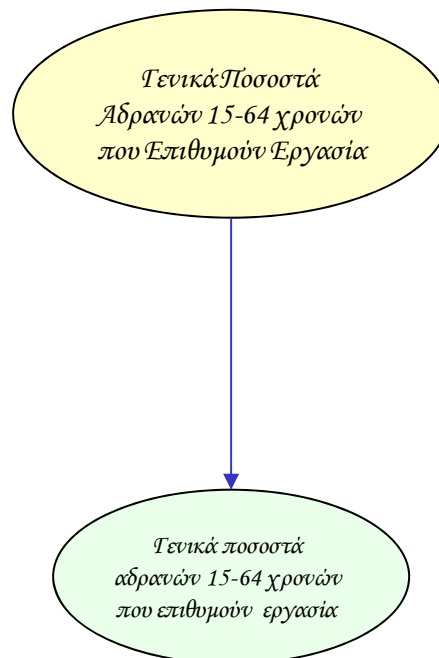 Γενικά Ποσοστά
Αδρανών 15-64 χρονών
που Επιθυμούν Εργασία
Γενικά ποσοστά
αδρανών 15-64 χρονών
που επιθυμούν εργασία